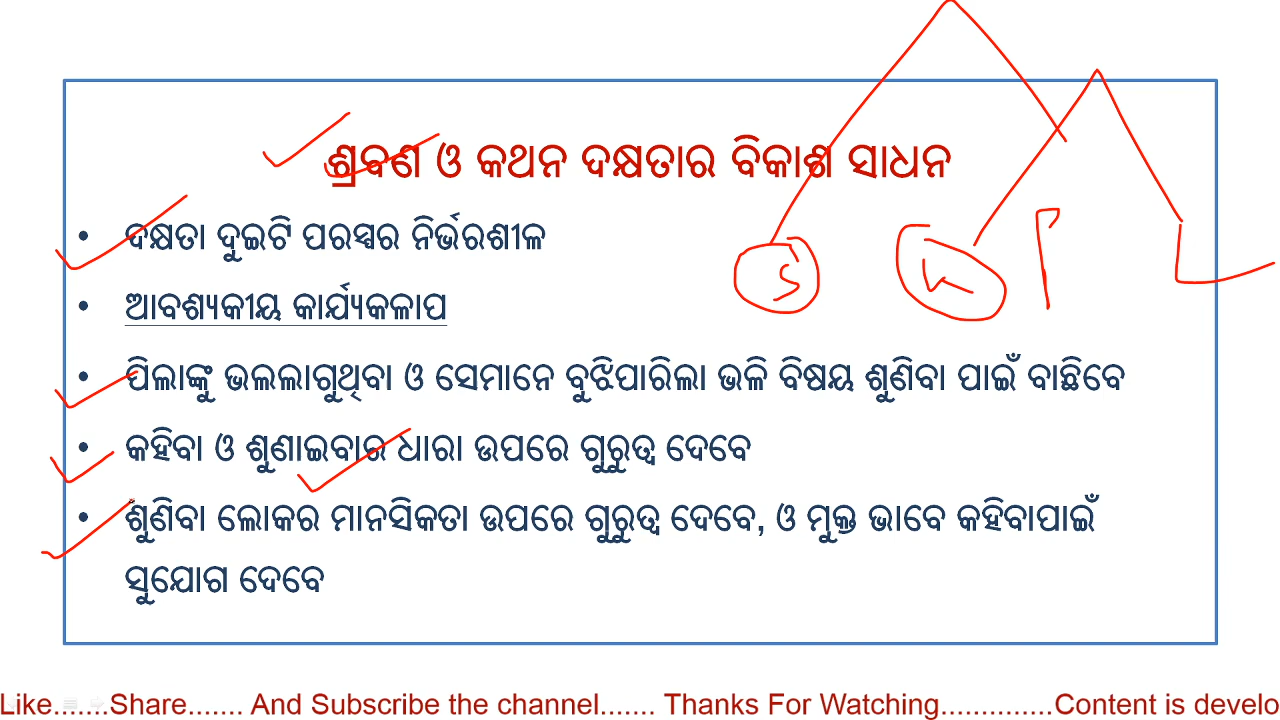 ଶ୍ରବଣ ଓ କଥନ ଦକ୍ଷତାର ବିକାଶ ସାଧନ
• ଦକ୍ଷତା ଦୁଇଟି ପରସ୍ପର ନିର୍ଭରଶୀଳ
• ଆବଶ୍ୟକୀୟ କାର୍ଯ୍ୟକଳାପ
• ପିଲାଙ୍କୁ ଭଲଲାଗୁଥିବା ଓ ସେମାନେ ବୁଝିପାରିଲା ଭଳି ବିଷୟ ଶୁଣିବା ପାଇଁ ବାଛିବେ
• କହିବା ଓ ଶୁଣାଇବାର ଧାରା ଉପରେ ଗୁରୁତ୍ୱ ଦେବେ
• ଶୁଣିବା ଲୋକର ମାନସିକତା ଉପରେ ଗୁରୁତ୍ୱ ଦେବେ, ଓ ମୁକ୍ତ ଭାବେ କହିବାପାଇଁ
ସୁଯୋଗ ଦେବେ
Like.......Share....... And Subscribe the channel....... Thanks For Watching..............Content is develo